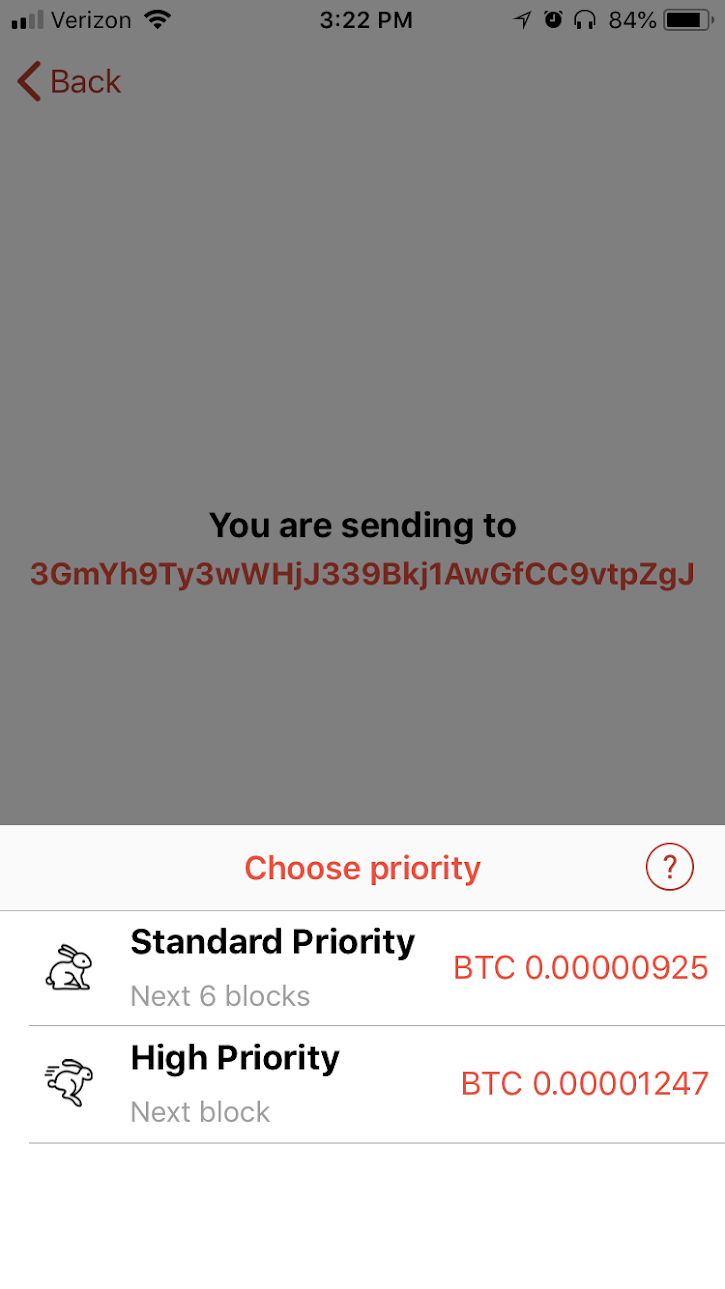 Verizon 3:22 PM 84%
Back
You are sending to
3GmYh9Ty3wWHjJ339Bkj1AwGfCC9vtpZgJ
Choose priority ?
Standard Priority
BTC 0.00000925
Next 6 blocks
High Priority
BTC 0.00001247
Next block